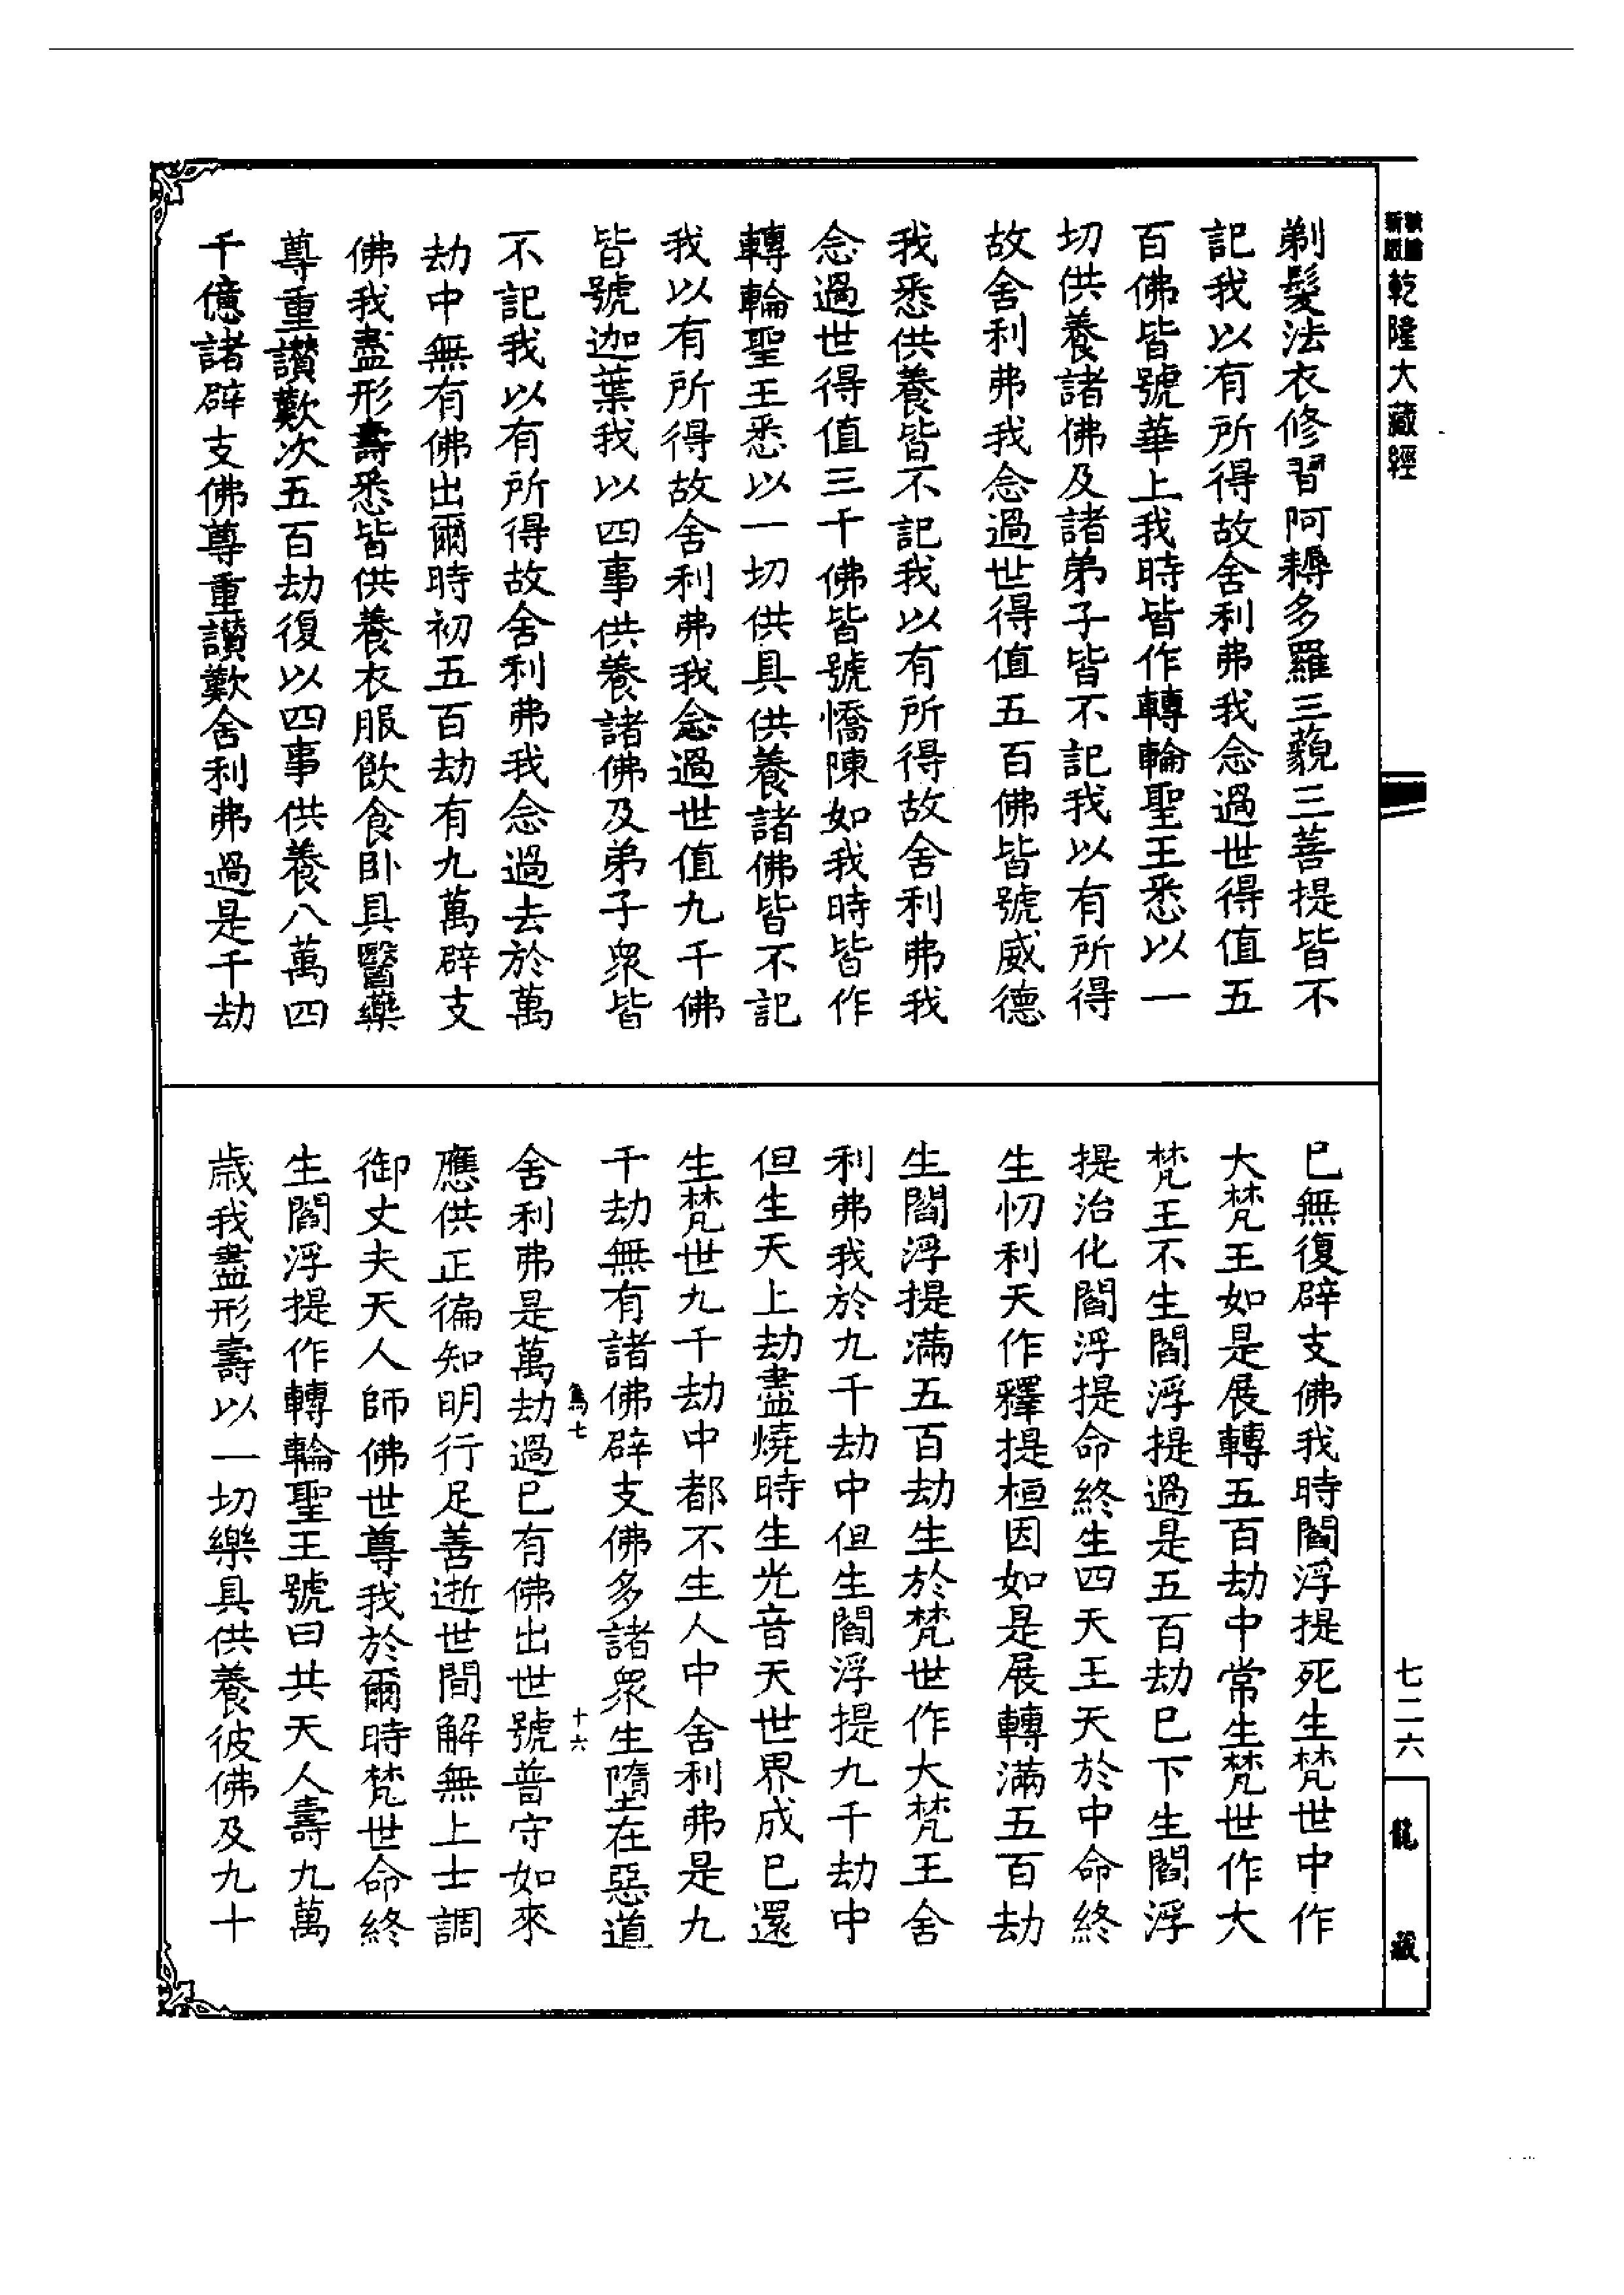 新版
乾隆大藏經
剃髮法衣修習阿耨多羅三藐三菩提皆不
記我以有所得故舍利弗我念過世得值五
百佛皆號華上我時皆作轉輪聖王悉以一
切供養諸佛及諸弟子皆不記我以有所得
故舍利弗我念過世得值五百佛皆號威德
我悉供養皆不記我以有所得故舍利弗我
念過世得值三千佛皆號憍陳如我時皆作
轉輪聖王悉以一切供具供養諸佛皆不記
我以有所得故舍利弗我念過世值九千佛
皆號迦葉我以四事供養諸佛及弟子眾皆
不記我以有所得故舍利弗我念過去於萬
劫中無有佛出爾時初五百劫有九萬辟支
佛我盡形壽悉皆供養衣服飲食臥具醫藥
尊重讚歎次五百劫復以四事供養八萬四
千億諸辟支佛尊重讚歎舍利弗過是千劫
已無復辟支佛我時閻浮提死生梵世中作
大梵王如是展轉五百劫中常生梵世作大
梵王不生閻浮提過是五百劫已下生閻浮
提治化閻浮提命終生四天王天於中命終
生忉利天作釋提桓因如是展轉滿五百劫
生閻浮提滿五百劫生於梵世作大梵王舍
利弗我於九千劫中但生閻浮提九千劫中
但生天上劫盡燒時生光音天世界成已還
生梵世九千劫中都不生人中舍利弗是九
千劫無有諸佛辟支佛多諸眾生墮在惡道
為七
十六
舍利弗是萬劫過已有佛出世號普守如來
應供正徧知明行足善逝世間解無上士調
御丈夫天人師佛世尊我於爾時梵世命終
生閻浮提作轉輪聖王號曰共天人壽九萬
歲我盡形壽以一切樂具供養彼佛及九十
七二六
龍藏